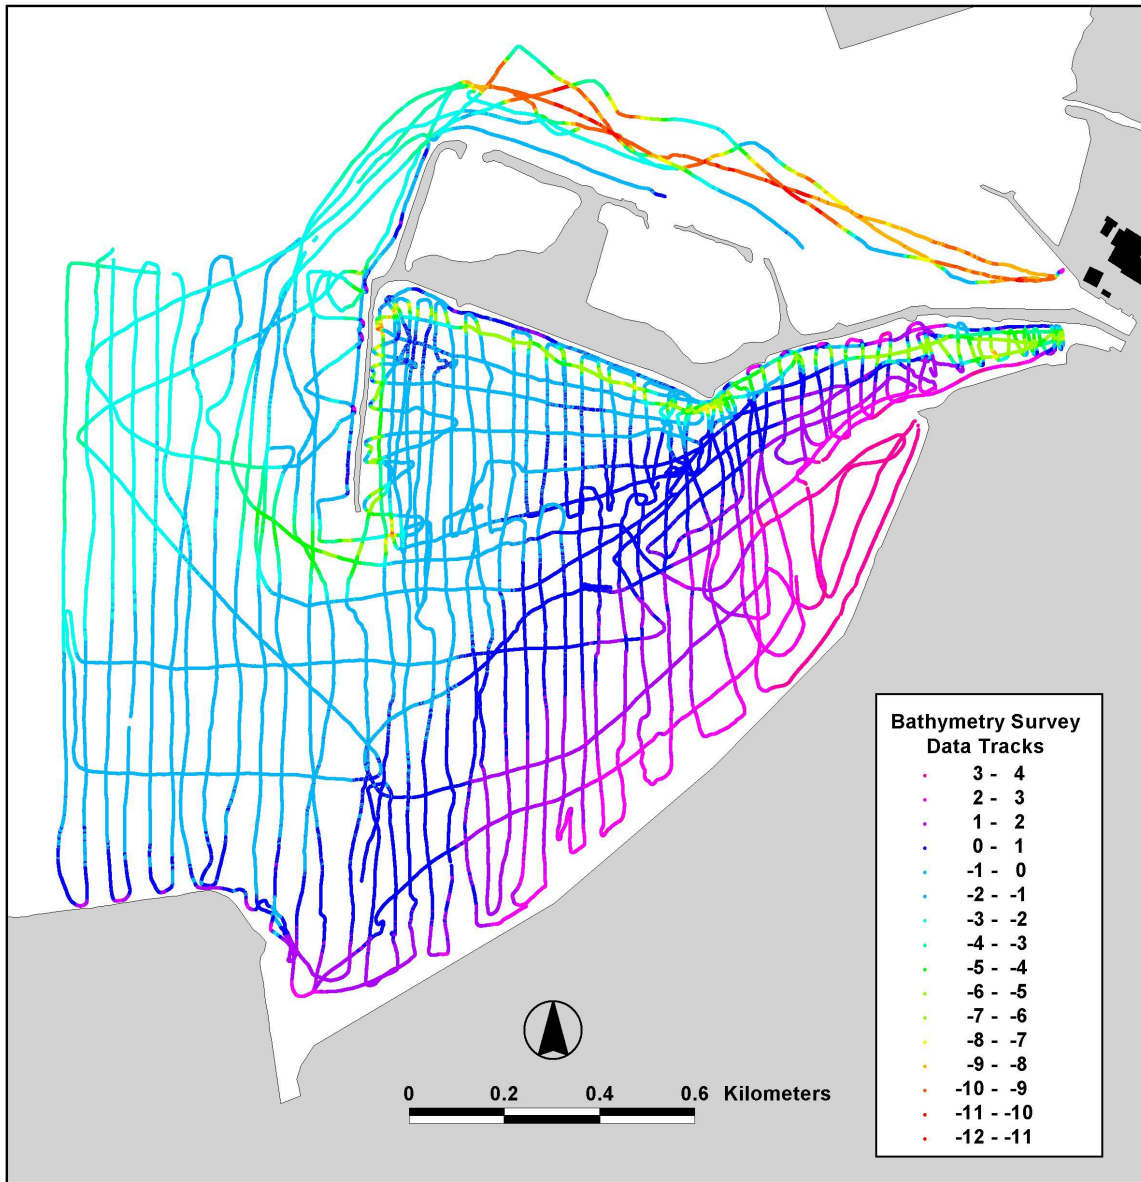 Bathymetry Survey
Data Tracks
3 - 4
2 - 3
1 - 2
0 - 1
-1 - 0
-2 - -1
-3 - -2
-4 - -3
-5 - -4
-6 - -5
-7 - -6
-8 - -7
-9 - -8
-10 - -9
-11 - -10
-12 - -11
0 0.2 0.4 0.6 Kilometers